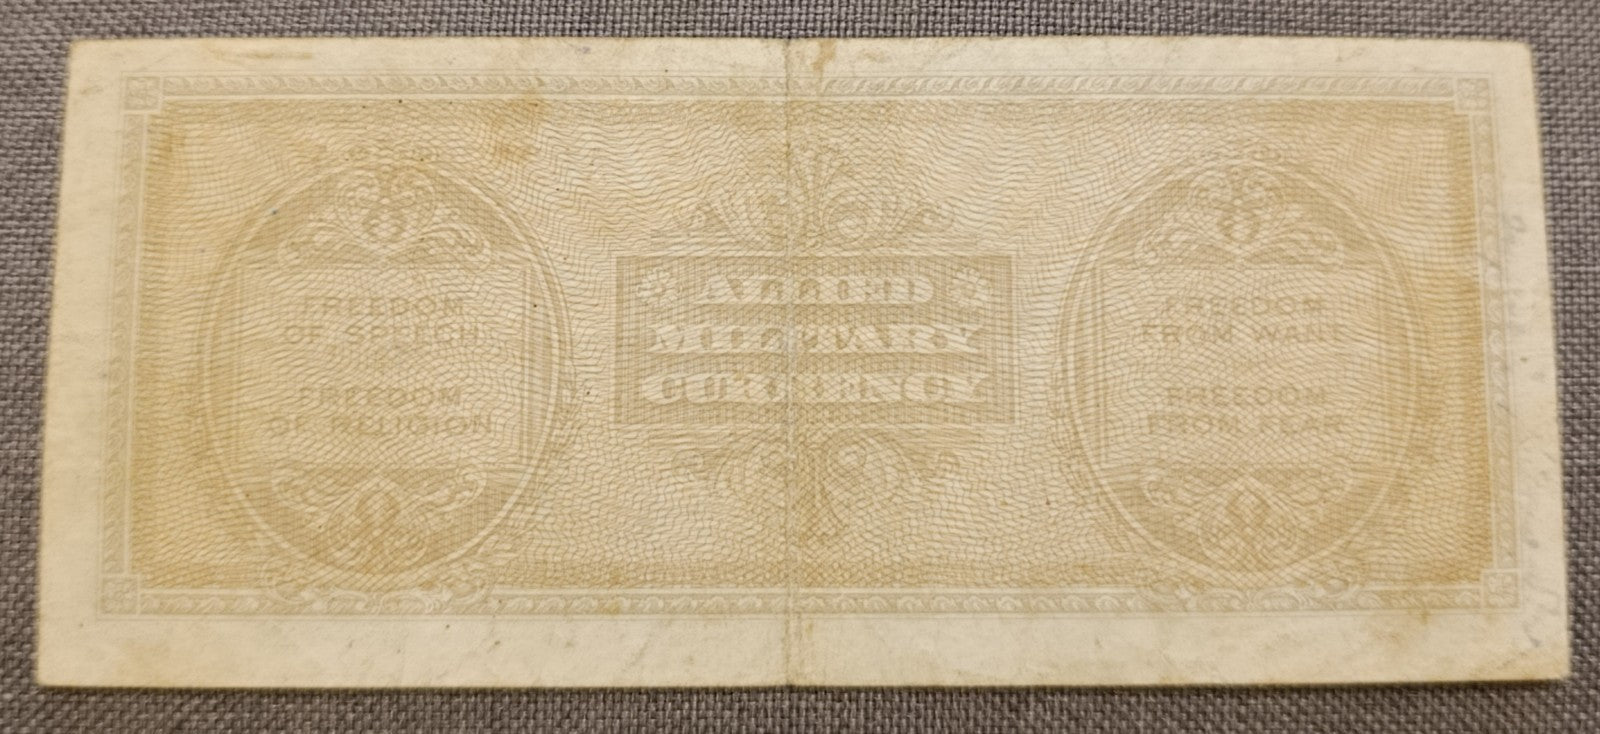 FREEDOM
OF SPEECH
FREEDOM
OF RELIGION
ALLIED
MILITARY
CURRENCY
FREEDOM
FROM WANT
FREEDOM
FROM FEAR